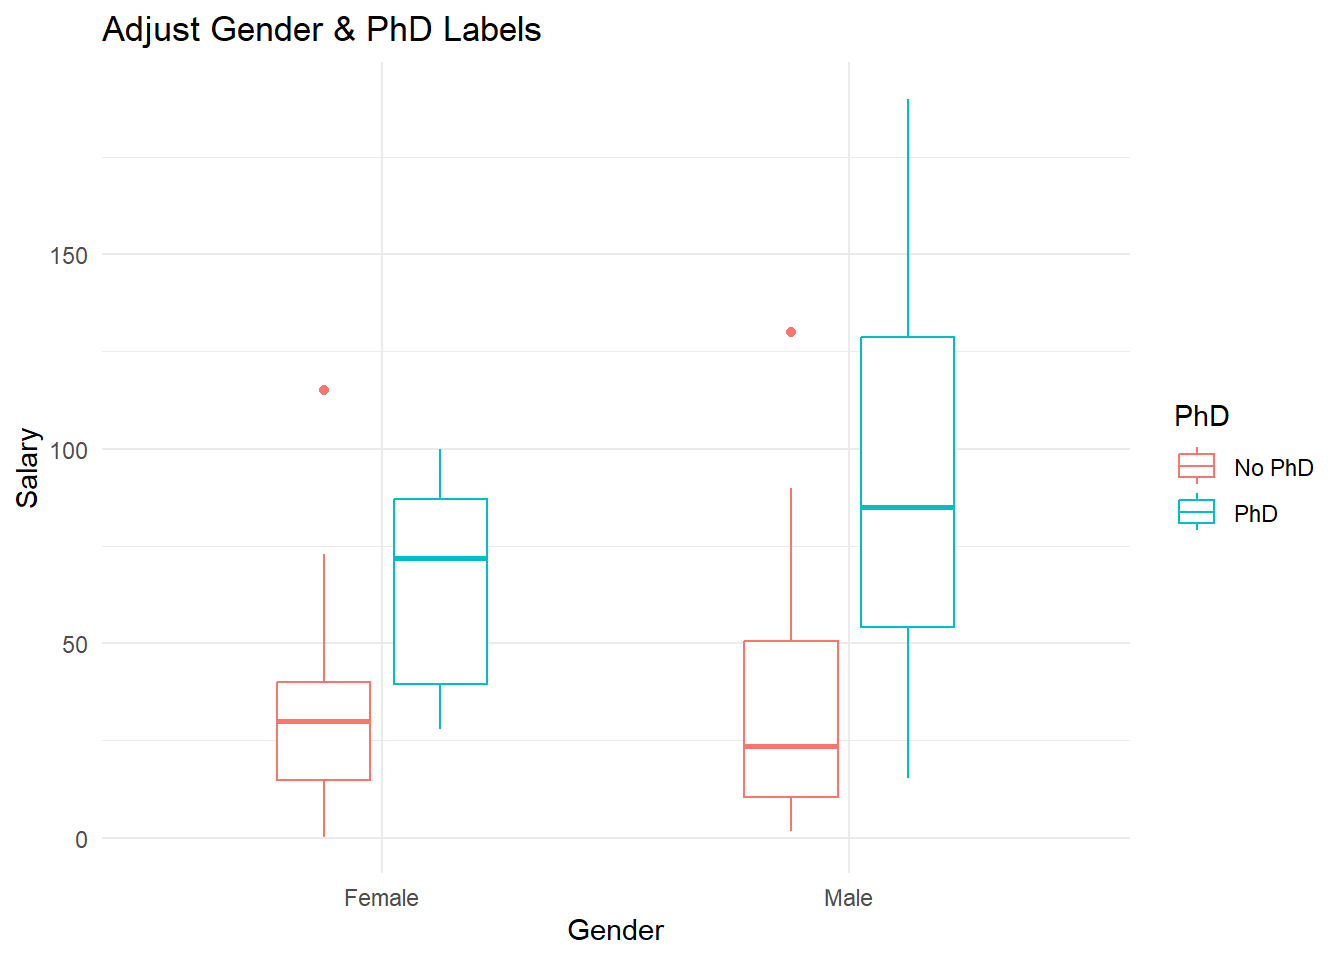 Adjust Gender & PhD Labels
Salary
150
100
50
0
Female
Male
Gender
PhD
No PhD
PhD